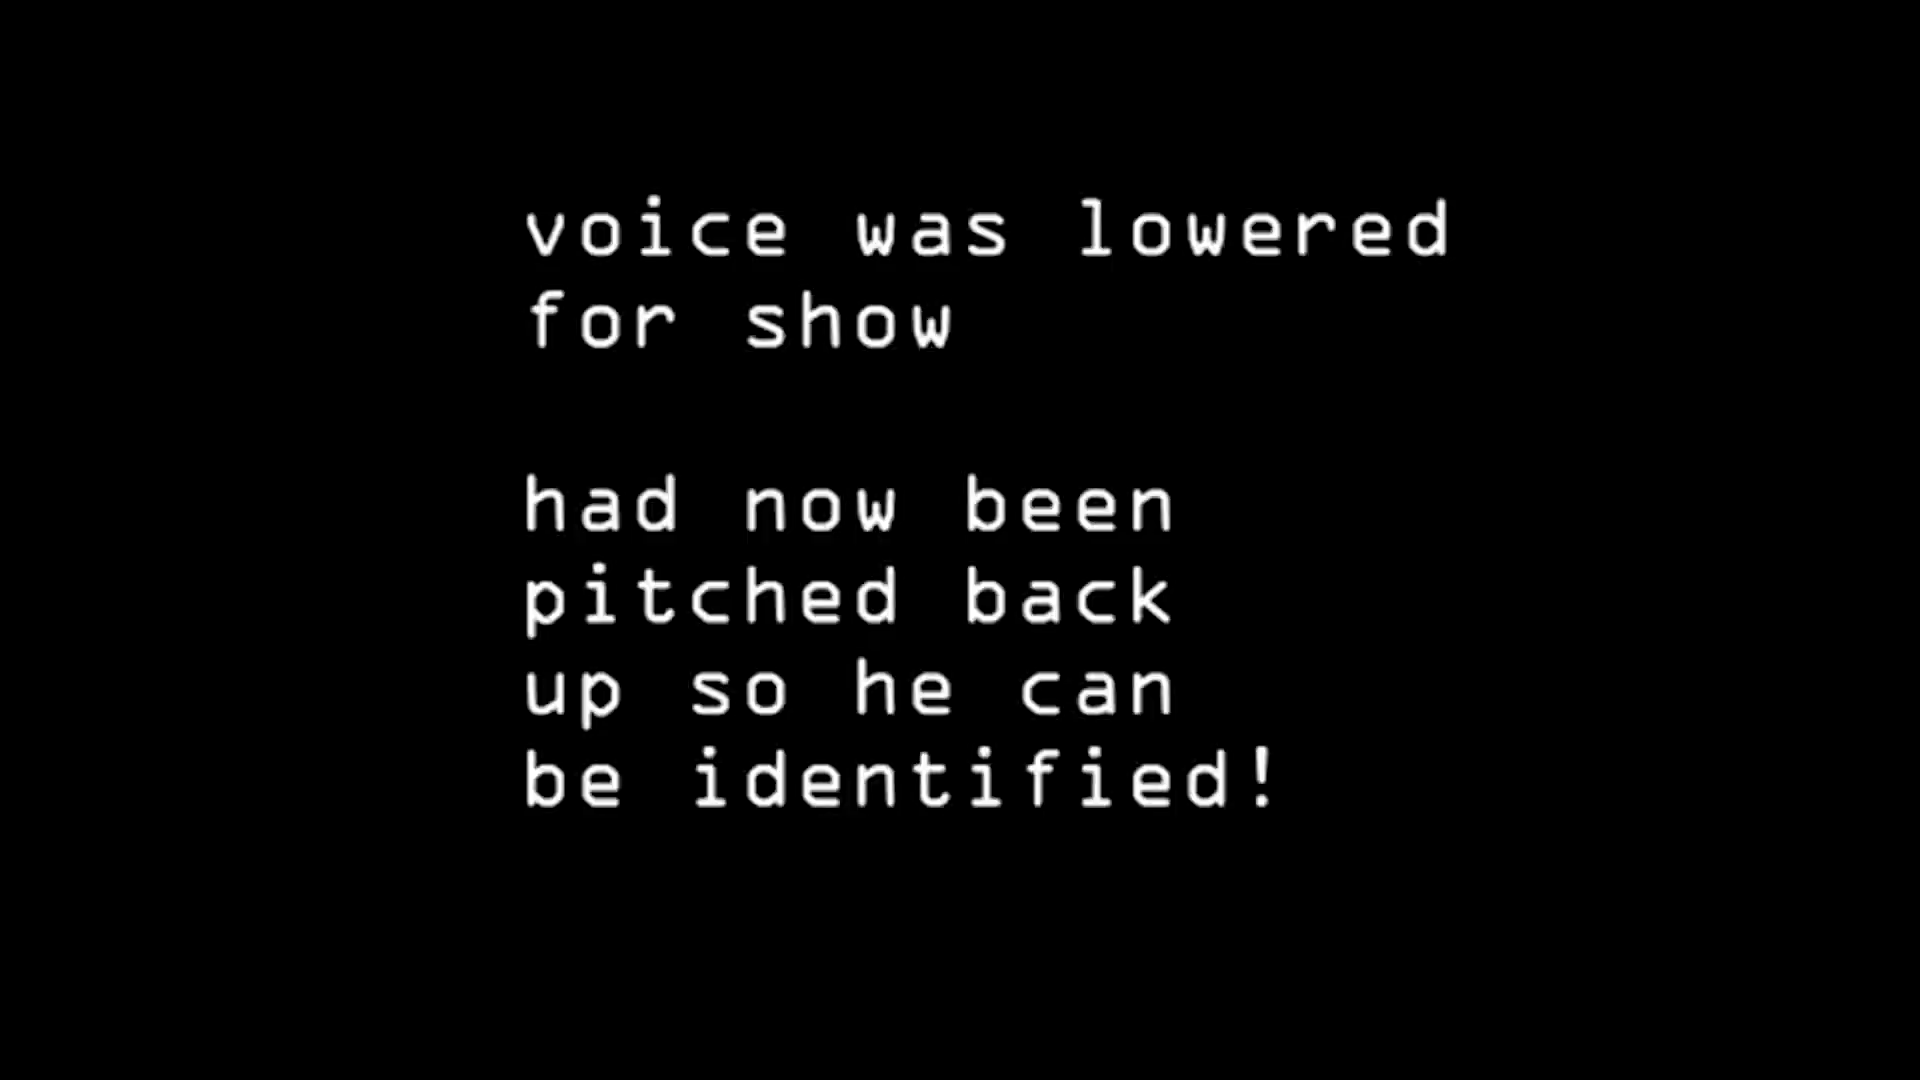 voice was lowered
for show
had now been
pitched back
up so he can
be identified!